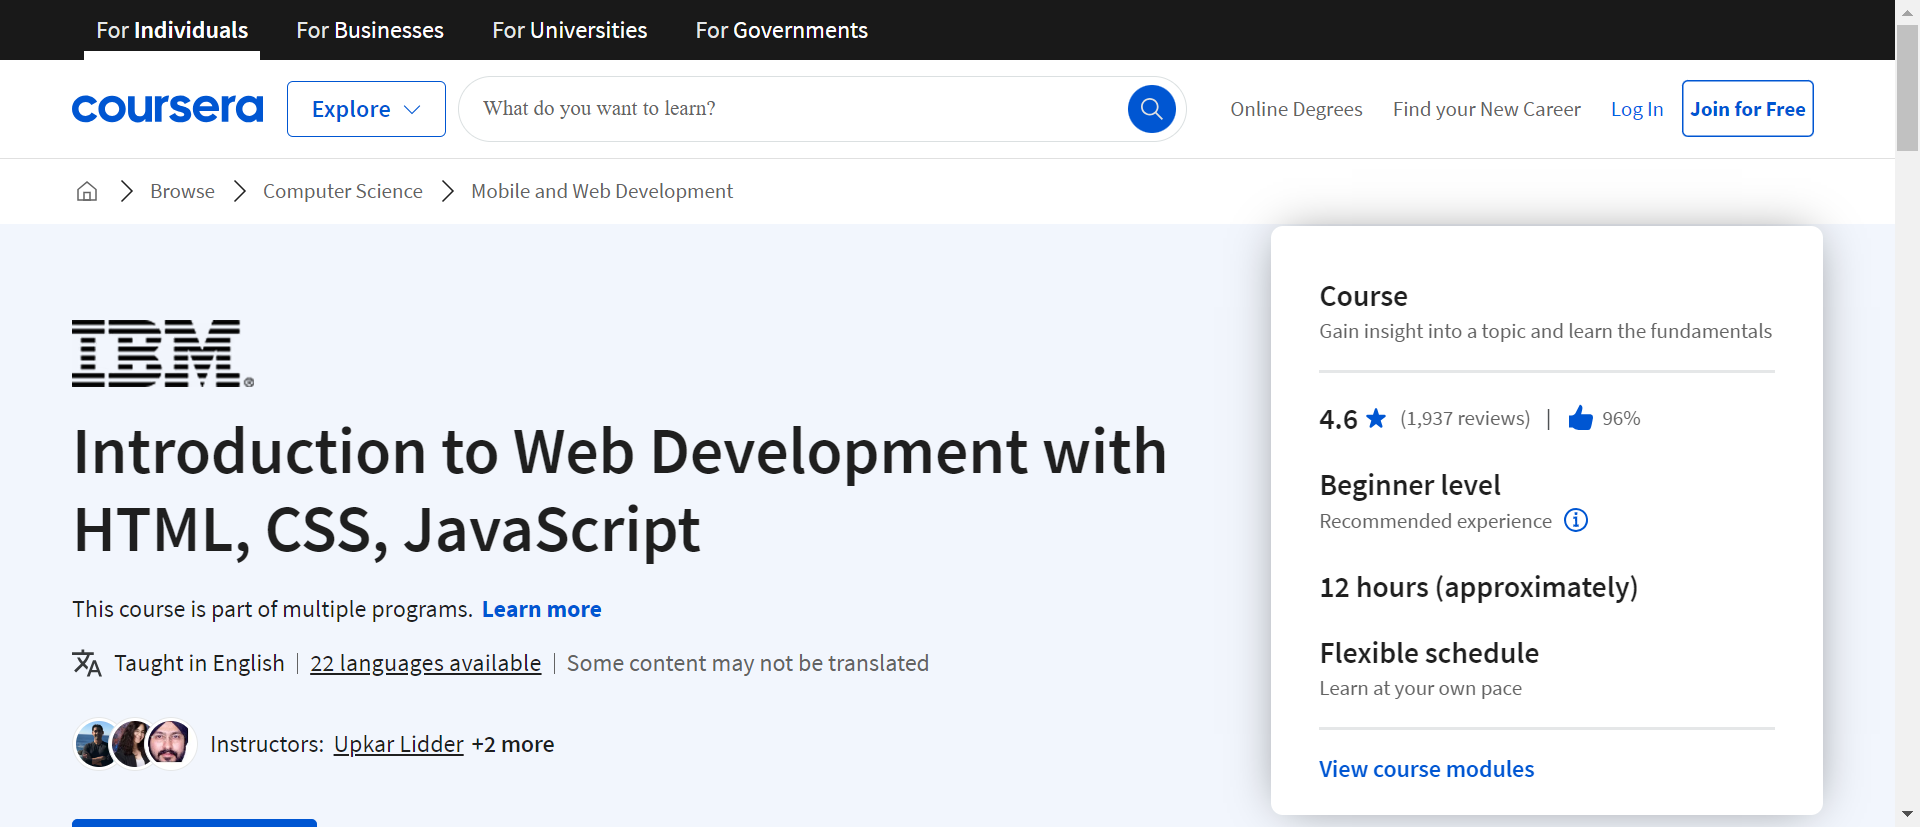 For Individuals For Businesses For Universities For Governments
coursera Explore What do you want to learn? Online Degrees Find your New Career Log In Join for Free
Browse Computer Science Mobile and Web Development
IBM®
Introduction to Web Development with
HTML, CSS, JavaScript
This course is part of multiple programs. Learn more
Taught in English | 22 languages available | Some content may not be translated
Instructors: Upkar Lidder +2 more
Course
Gain insight into a topic and learn the fundamentals
4.6 ★ (1,937 reviews) | 96%
Beginner level
Recommended experience
12 hours (approximately)
Flexible schedule
Learn at your own pace
View course modules